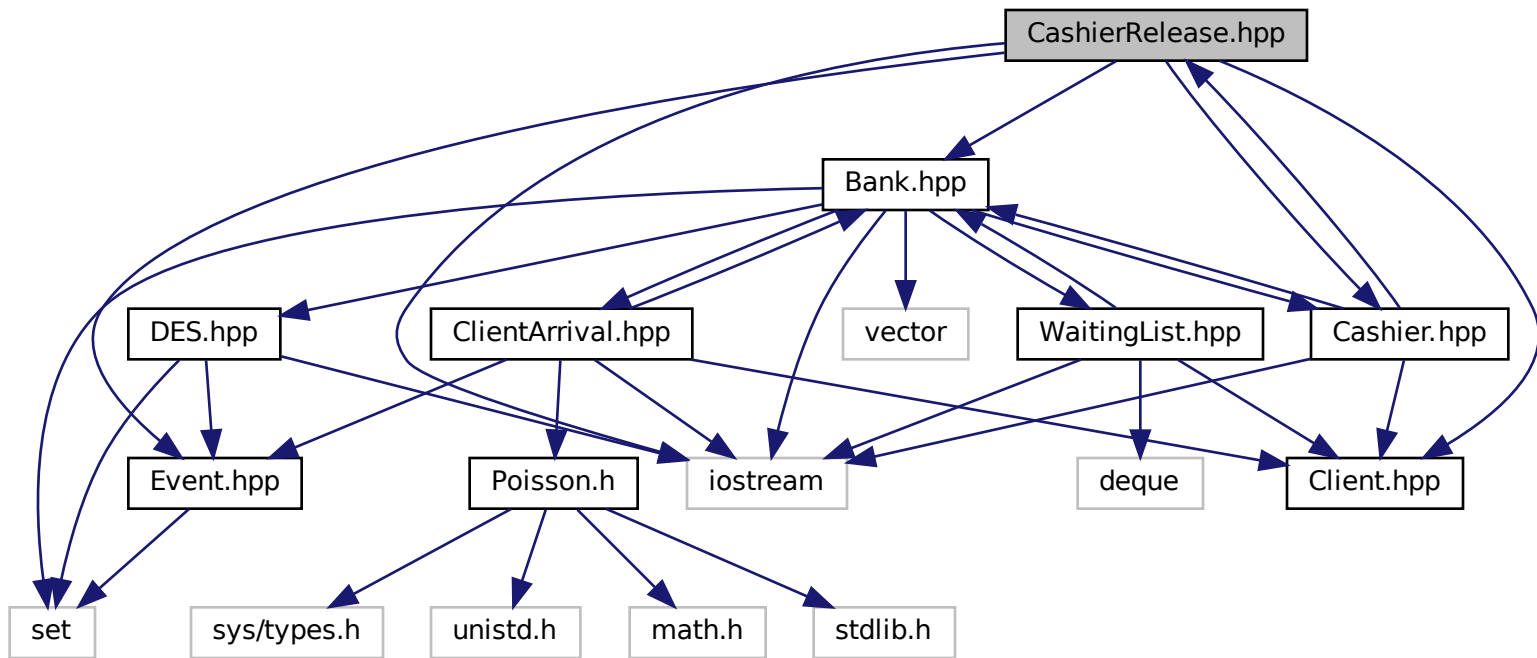 CashierRelease.hpp
Bank.hpp
DES.hpp
ClientArrival.hpp
vector
WaitingList.hpp
Cashier.hpp
Event.hpp
Poisson.h
iostream
deque
Client.hpp
set
sys/types.h
unistd.h
math.h
stdlib.h